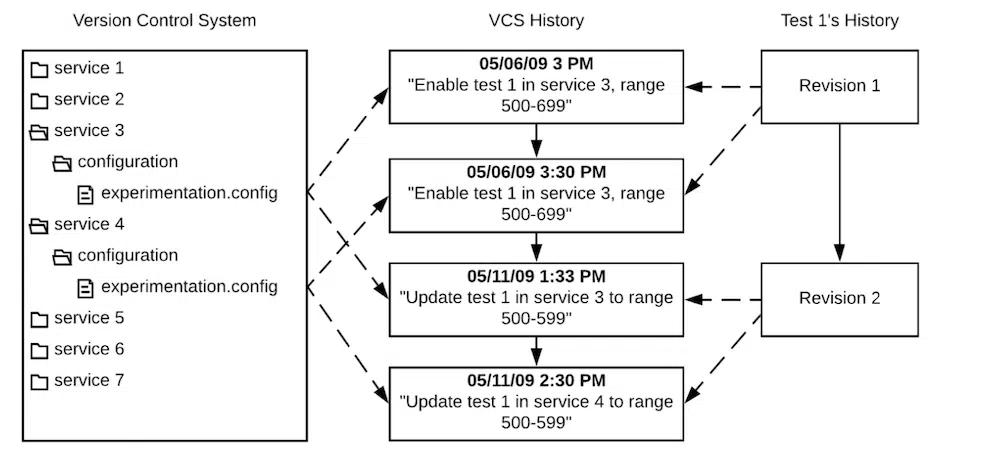 Version Control System
service 1
service 2
service 3
configuration
experimentation.config
service 4
configuration
experimentation.config
service 5
service 6
service 7
VCS History
05/06/09 3 PM
"Enable test 1 in service 3, range
500-699"
05/06/09 3:30 PM
"Enable test 1 in service 3, range
500-699"
05/11/09 1:33 PM
"Update test 1 in service 3 to range
500-599"
05/11/09 2:30 PM
"Update test 1 in service 4 to range
500-599"
Test 1's History
Revision 1
Revision 2